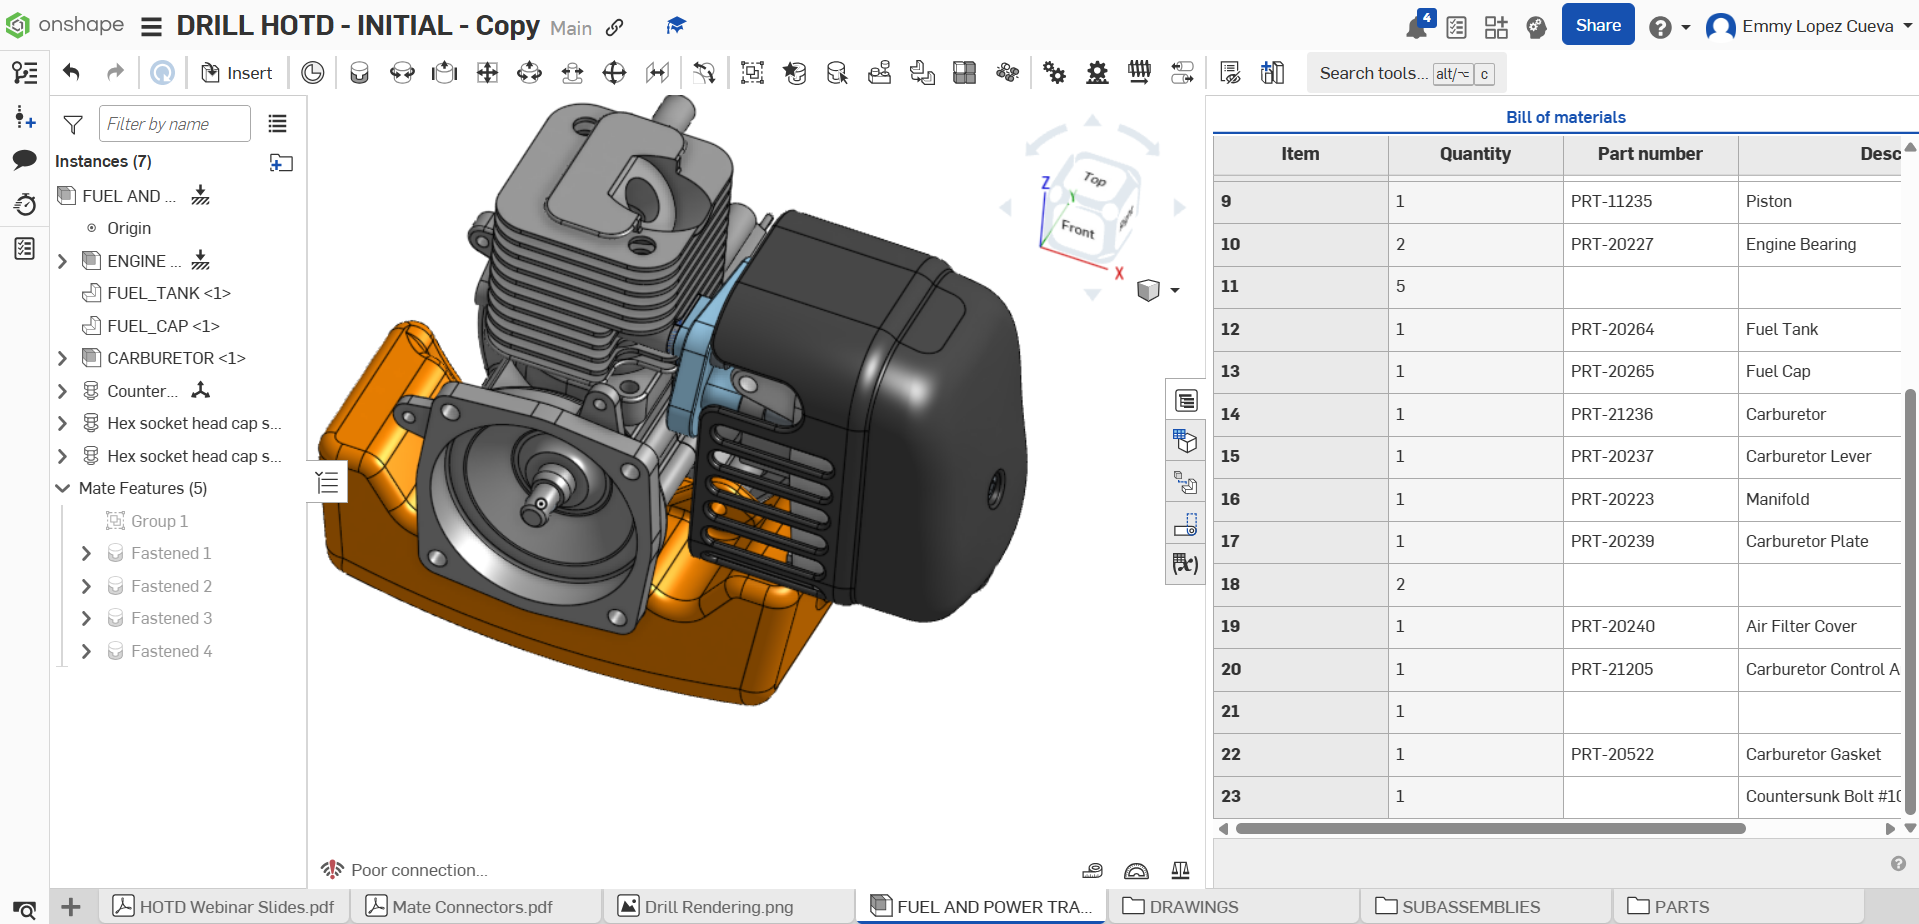 onshape
DRILL HOTD - INITIAL - Copy Main
4
Share
Emmy Lopez Cueva
Insert
Search tools... alt/⌥ c
Filter by name
Instances (7)
FUEL AND ...
Origin
ENGINE ...
FUEL_TANK <1>
FUEL_CAP <1>
CARBURETOR <1>
Counter...
Hex socket head cap s...
Hex socket head cap s...
Mate Features (5)
Group 1
Fastened 1
Fastened 2
Fastened 3
Fastened 4
Top
Front
Z
Y
X
Poor connection...
Bill of materials
Item Quantity Part number Desc
9 1 PRT-11235 Piston
10 2 PRT-20227 Engine Bearing
11 5
12 1 PRT-20264 Fuel Tank
13 1 PRT-20265 Fuel Cap
14 1 PRT-21236 Carburetor
15 1 PRT-20237 Carburetor Lever
16 1 PRT-20223 Manifold
17 1 PRT-20239 Carburetor Plate
18 2
19 1 PRT-20240 Air Filter Cover
20 1 PRT-21205 Carburetor Control A
21 1
22 1 PRT-20522 Carburetor Gasket
23 1 Countersunk Bolt #10
HOTD Webinar Slides.pdf
Mate Connectors.pdf
Drill Rendering.png
FUEL AND POWER TRA...
DRAWINGS
SUBASSEMBLIES
PARTS